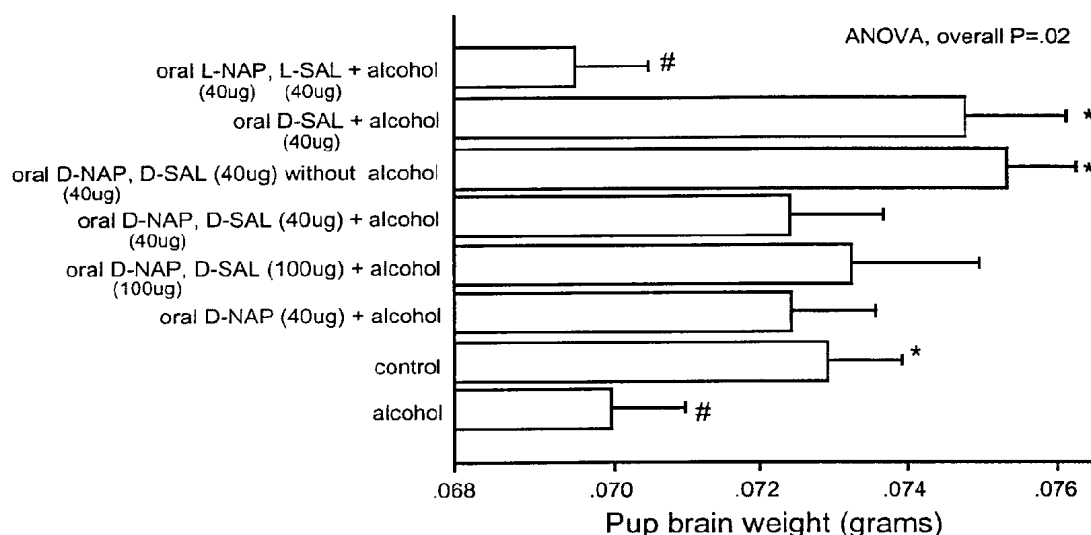 ANOVA, overall P=.02
oral L-NAP, L-SAL + alcohol #
(40ug) (40ug)
oral D-SAL + alcohol *
(40ug)
oral D-NAP, D-SAL (40ug) without alcohol *
(40ug)
oral D-NAP, D-SAL (40ug) + alcohol
(40ug)
oral D-NAP, D-SAL (100ug) + alcohol
(100ug)
oral D-NAP (40ug) + alcohol
control *
alcohol #
.068 .070 .072 .074 .076
Pup brain weight (grams)